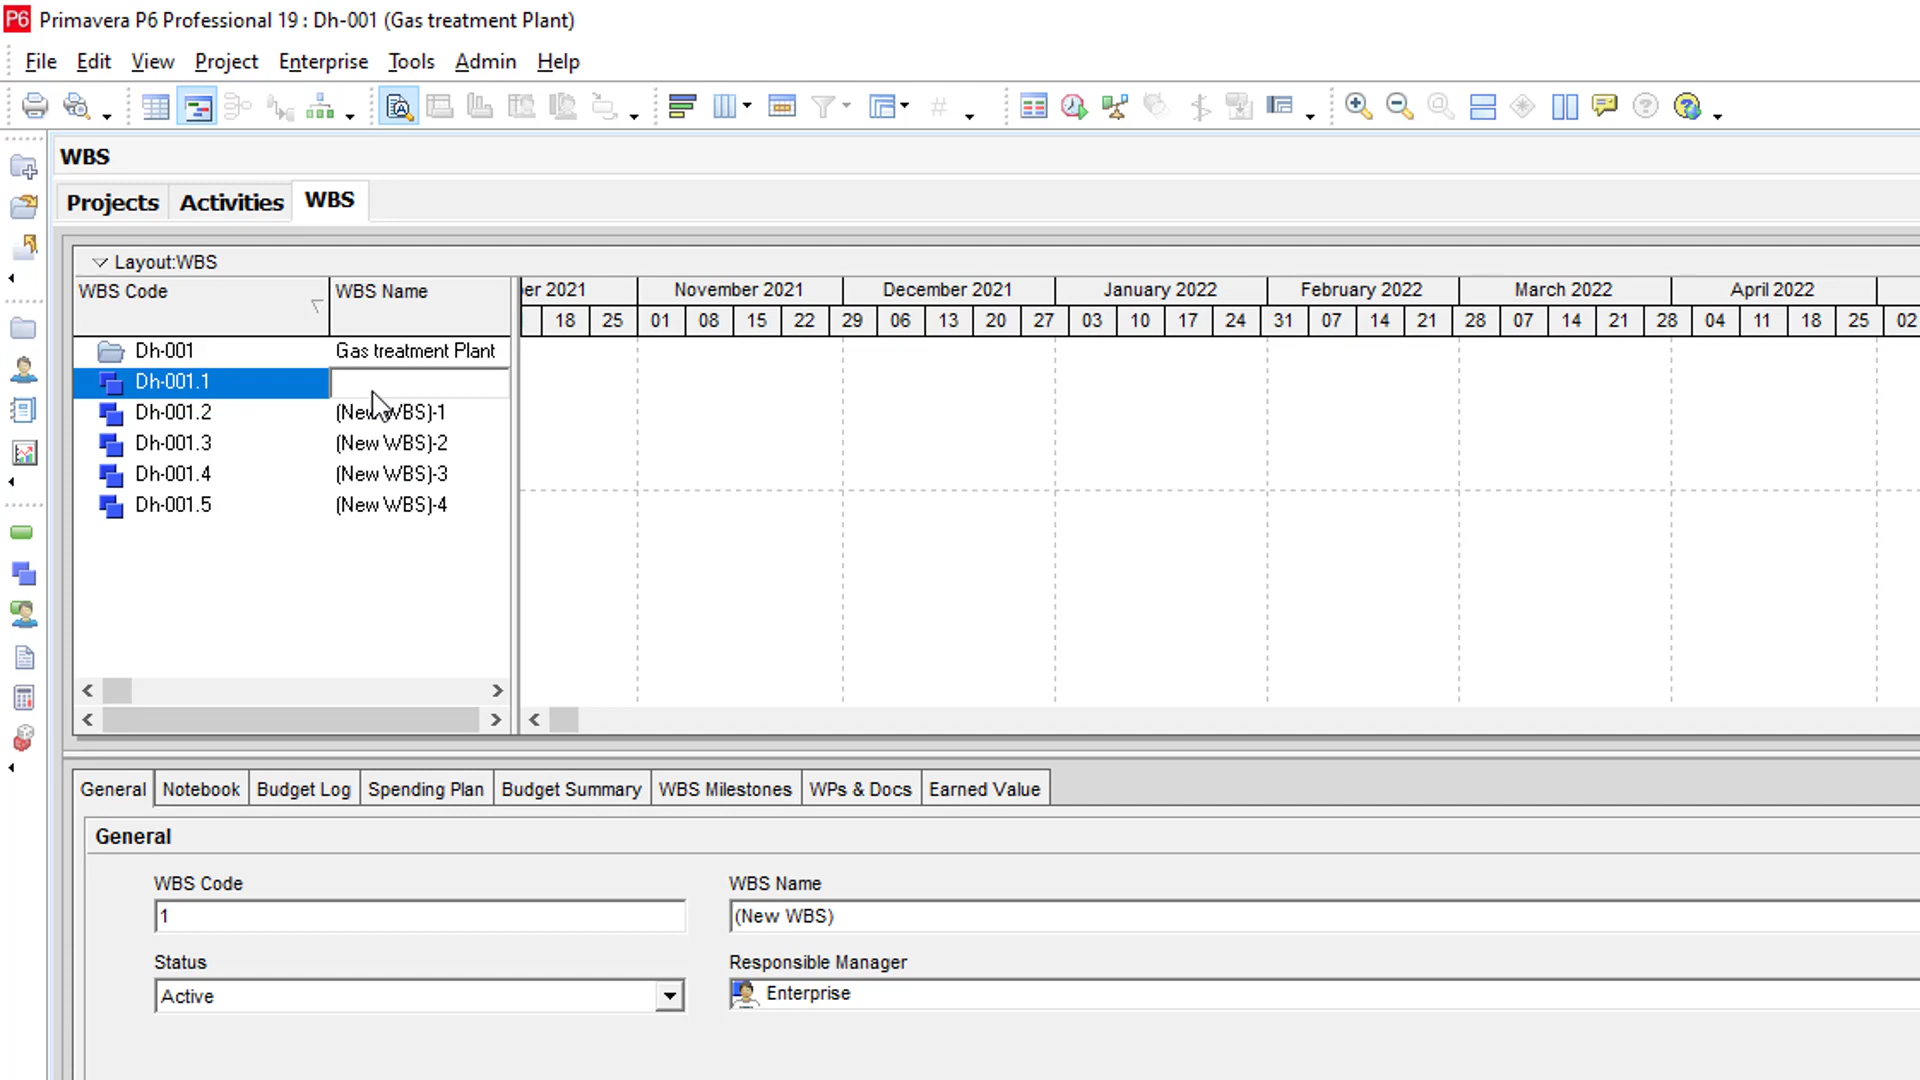 P6 Primavera P6 Professional 19 : Dh-001 (Gas treatment Plant)
File Edit View Project Enterprise Tools Admin Help
WBS
Projects Activities WBS
Layout:WBS
WBS Code WBS Name
er 2021 November 2021 December 2021 January 2022 February 2022 March 2022 April 2022
18 25 01 08 15 22 29 06 13 20 27 03 10 17 24 31 07 14 21 28 07 14 21 28 04 11 18 25 02
Dh-001 Gas treatment Plant
Dh-001.1
Dh-001.2 (New WBS)-1
Dh-001.3 (New WBS)-2
Dh-001.4 (New WBS)-3
Dh-001.5 (New WBS)-4
General Notebook Budget Log Spending Plan Budget Summary WBS Milestones WPs & Docs Earned Value
General
WBS Code WBS Name
1 (New WBS)
Status Responsible Manager
Active Enterprise